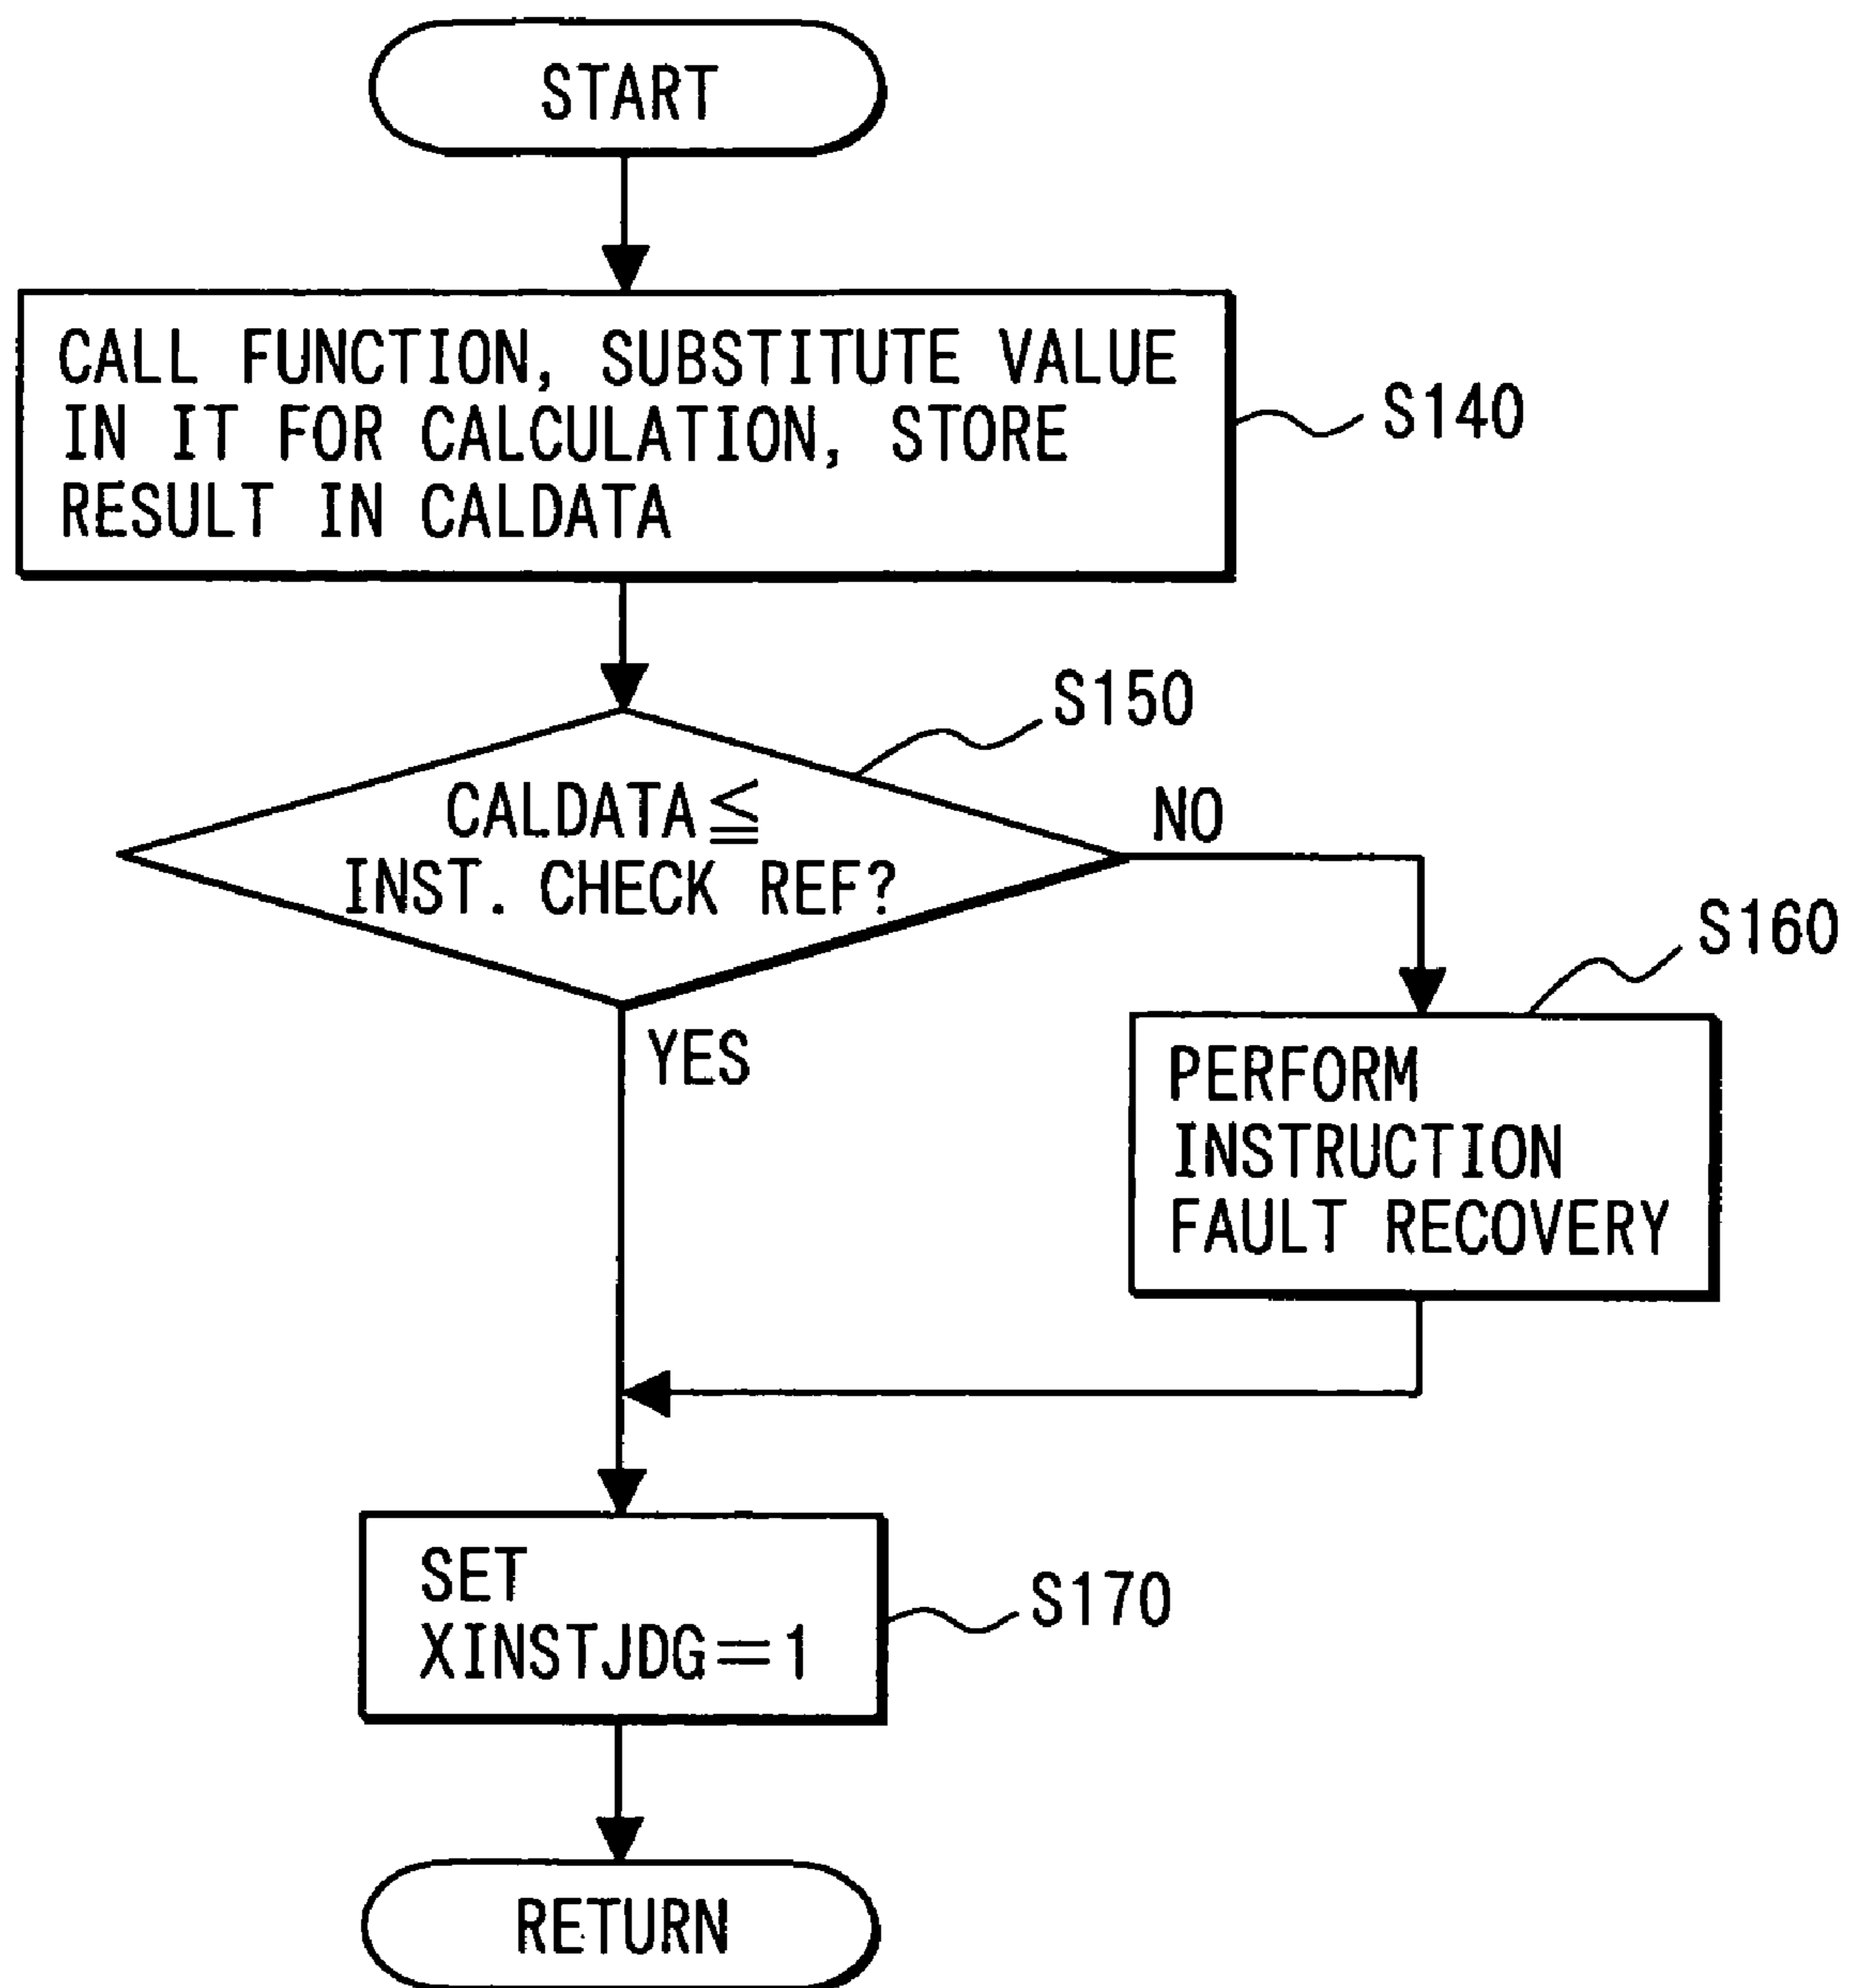 START
CALL FUNCTION, SUBSTITUTE VALUE
IN IT FOR CALCULATION, STORE
RESULT IN CALDATA
S140
S150
CALDATA≦
INST. CHECK REF?
NO
YES
S160
PERFORM
INSTRUCTION
FAULT RECOVERY
SET
XINSTJDG=1
S170
RETURN